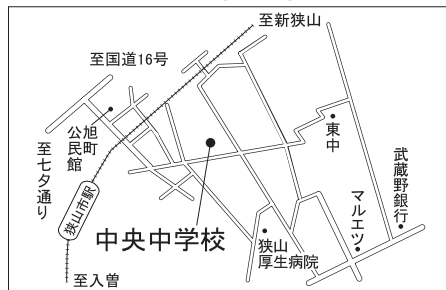 至新狭山
至国道16号
旭町
公民館
至七夕通り
狭山市駅
中央中学校
至入曽
東中
武蔵野銀行
マルエツ
狭山
厚生病院